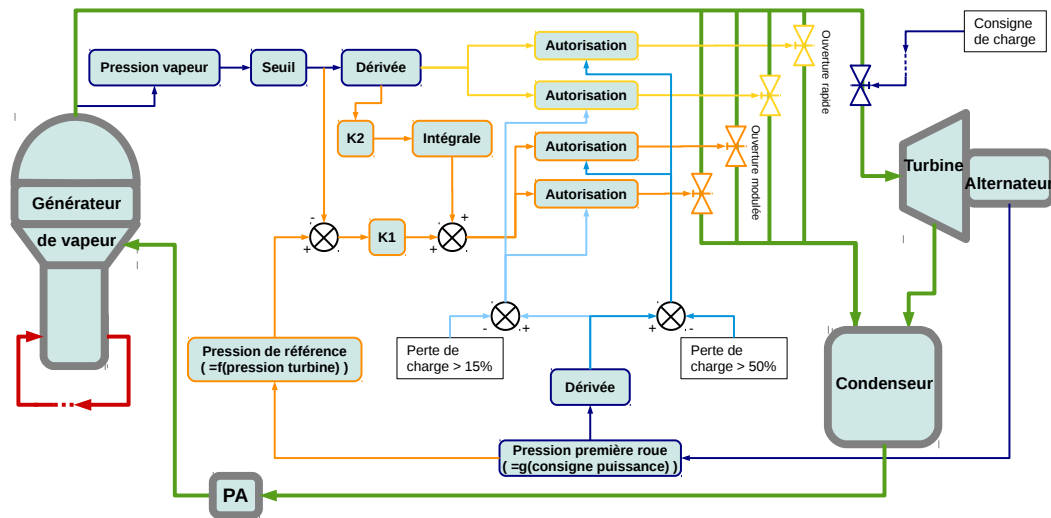 Consigne
de charge
Ouverture rapide
Pression vapeur
Seuil
Dérivée
Autorisation
Autorisation
K2
Intégrale
Autorisation
Ouverture modulée
Autorisation
Turbine
Alternateur
Générateur
de vapeur
-
+
+
K1
+
+
-
+
+
-
Pression de référence
( =f(pression turbine) )
Perte de
charge > 15%
Perte de
charge > 50%
Dérivée
Condenseur
Pression première roue
( =g(consigne puissance) )
PA